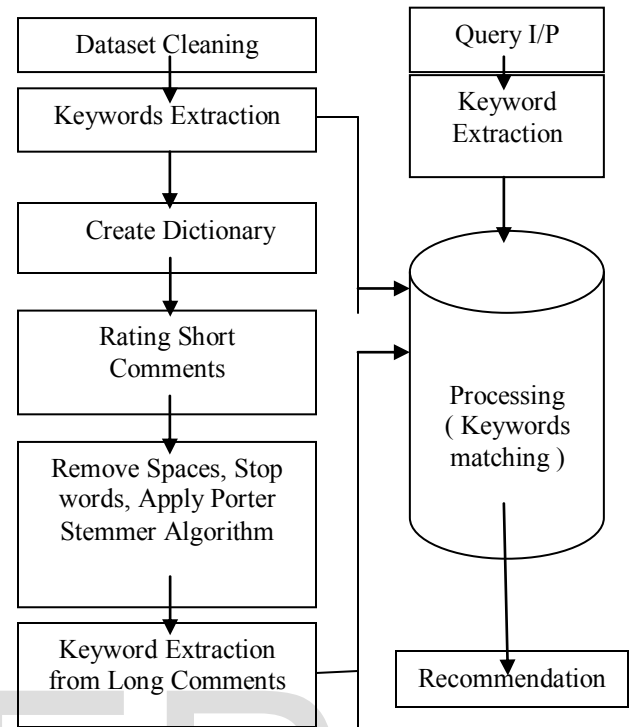 Dataset Cleaning
Keywords Extraction
Create Dictionary
Rating Short
Comments
Remove Spaces, Stop
words, Apply Porter
Stemmer Algorithm
Keyword Extraction
from Long Comments
Query I/P
Keyword
Extraction
Processing
( Keywords
matching )
Recommendation